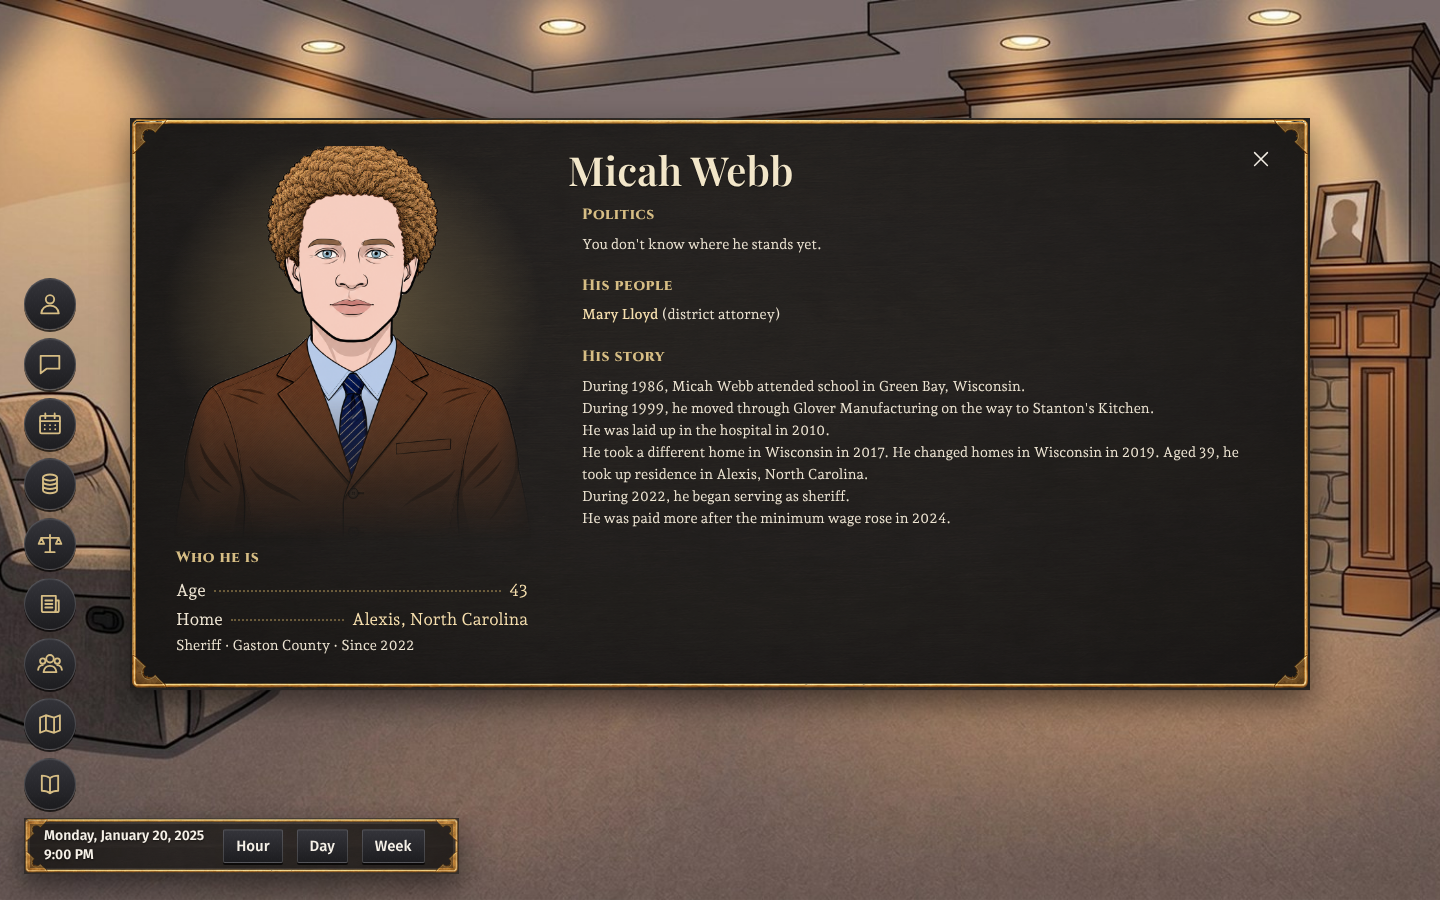 Micah Webb
Politics
You don't know where he stands yet.
His people
Mary Lloyd (district attorney)
His story
During 1986, Micah Webb attended school in Green Bay, Wisconsin.
During 1999, he moved through Glover Manufacturing on the way to Stanton's Kitchen.
He was laid up in the hospital in 2010.
He took a different home in Wisconsin in 2017. He changed homes in Wisconsin in 2019. Aged 39, he
took up residence in Alexis, North Carolina.
During 2022, he began serving as sheriff.
He was paid more after the minimum wage rose in 2024.
Who he is
Age 43
Home Alexis, North Carolina
Sheriff · Gaston County · Since 2022
Monday, January 20, 2025
9:00 PM
Hour Day Week